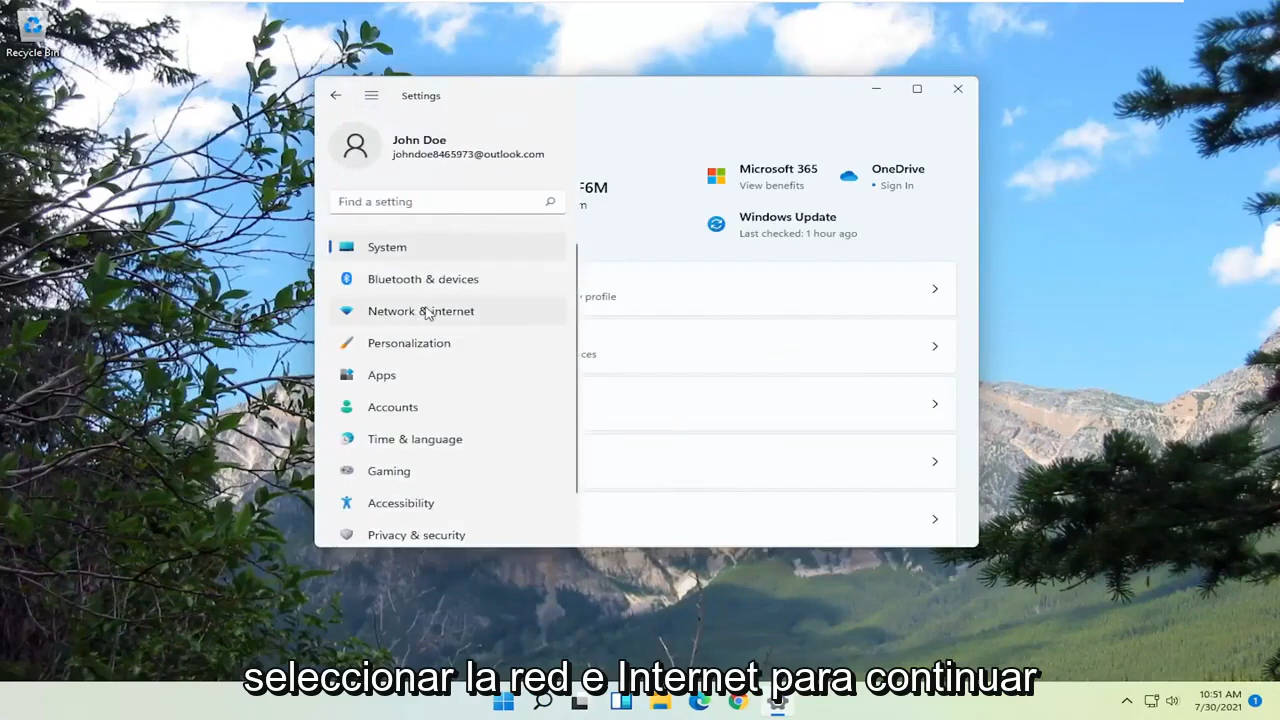 Recycle Bin
Settings
John Doe
johndoe8465973@outlook.com
Find a setting
System
Bluetooth & devices
Network & internet
Personalization
Apps
Accounts
Time & language
Gaming
Accessibility
Privacy & security
F6M
m
Microsoft 365
View benefits
OneDrive
• Sign In
Windows Update
Last checked: 1 hour ago
profile
ces
seleccionar la red e Internet para continuar
10:51 AM
7/30/2021
1